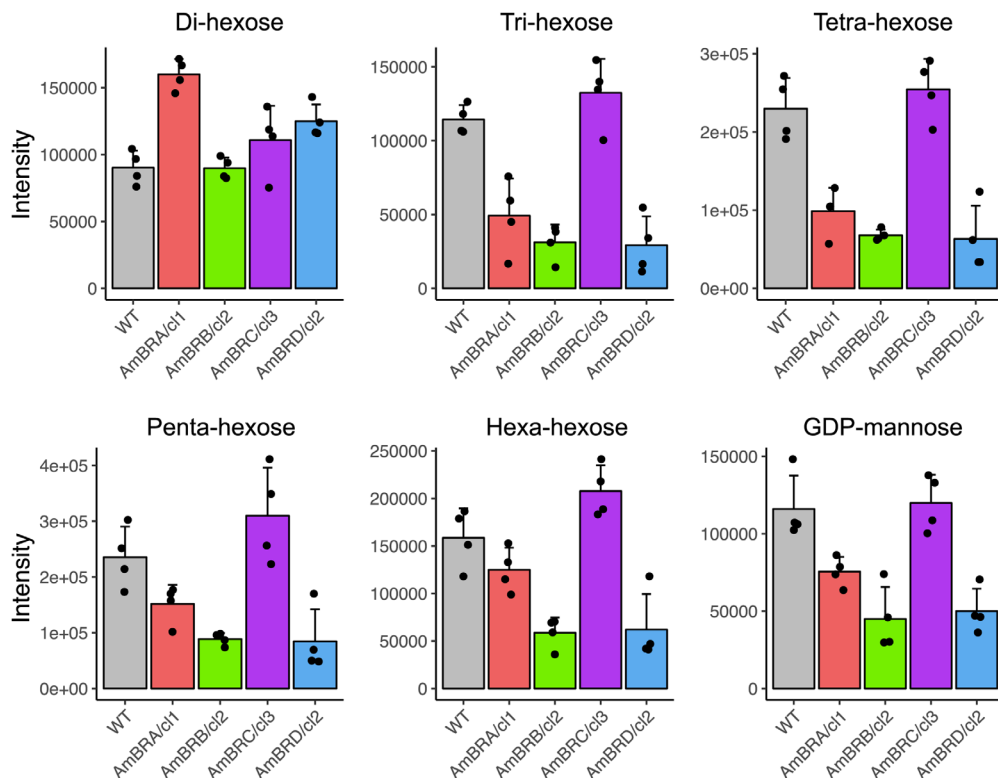 Di-hexose
Tri-hexose
Tetra-hexose
Intensity
150000
100000
50000
0
150000
100000
50000
0
3e+05
2e+05
1e+05
0e+00
WT
AmBRA/cl1
AmBRB/cl2
AmBRC/cl3
AmBRD/cl2
WT
AmBRA/cl1
AmBRB/cl2
AmBRC/cl3
AmBRD/cl2
WT
AmBRA/cl1
AmBRB/cl2
AmBRC/cl3
AmBRD/cl2
Penta-hexose
Hexa-hexose
GDP-mannose
Intensity
4e+05
3e+05
2e+05
1e+05
0e+00
250000
200000
150000
100000
50000
0
150000
100000
50000
0
WT
AmBRA/cl1
AmBRB/cl2
AmBRC/cl3
AmBRD/cl2
WT
AmBRA/cl1
AmBRB/cl2
AmBRC/cl3
AmBRD/cl2
WT
AmBRA/cl1
AmBRB/cl2
AmBRC/cl3
AmBRD/cl2